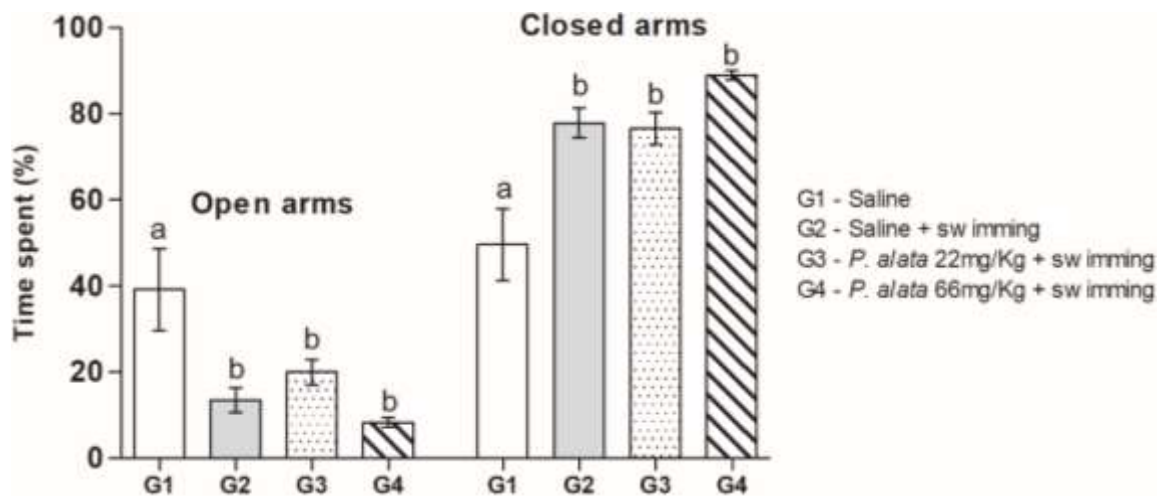 Time spent (%)
100
80
60
40
20
0
Open arms
Closed arms
a
b
b
b
a
b
b
b
G1
G2
G3
G4
G1
G2
G3
G4
G1 - Saline
G2 - Saline + sw imming
G3 - P. alata 22mg/Kg + sw imming
G4 - P. alata 66mg/Kg + sw imming